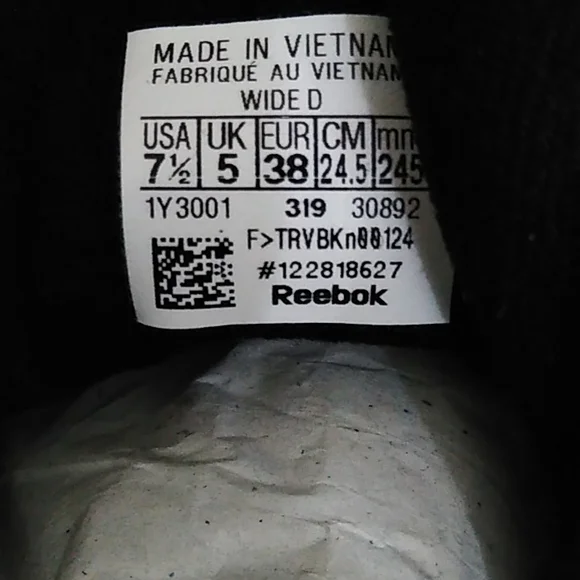 MADE IN VIETNAM
FABRIQUÉ AU VIETNAM
WIDE D
USA UK EUR CM mm
7½ 5 38 24.5 245
1Y3001 319 30892
F>TRVBKn00124
#122818627
Reebok